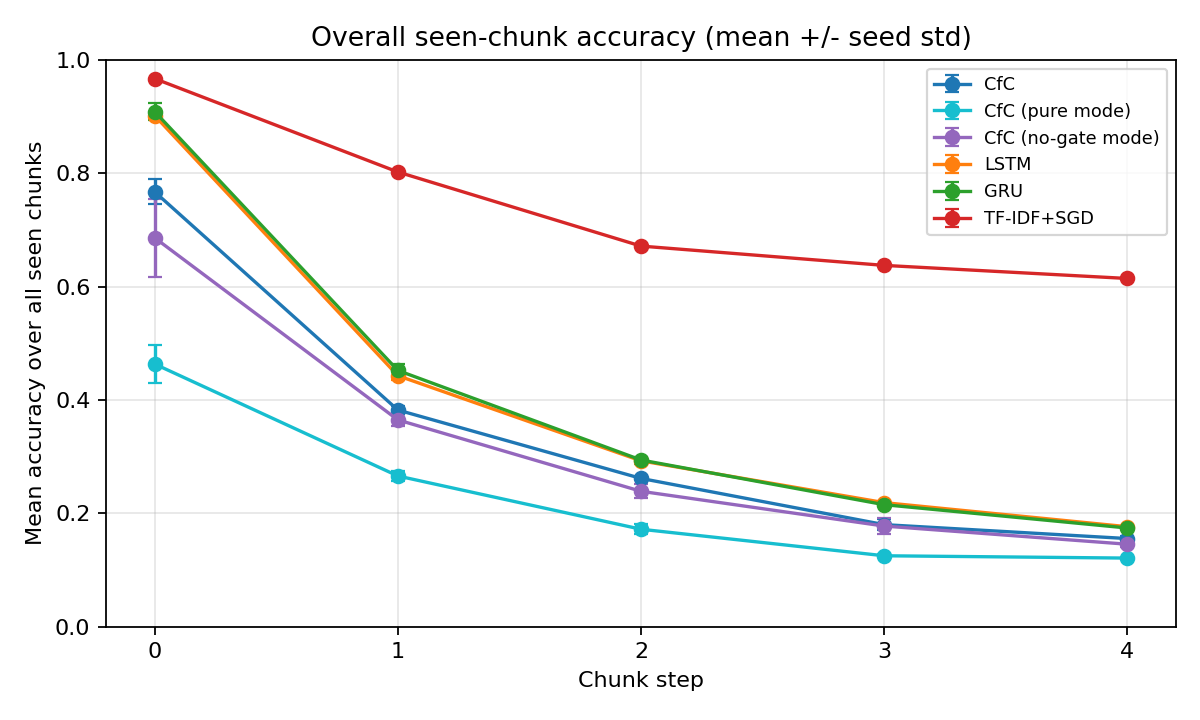 Overall seen-chunk accuracy (mean +/- seed std)
Mean accuracy over all seen chunks
1.0
0.8
0.6
0.4
0.2
0.0
CfC
CfC (pure mode)
CfC (no-gate mode)
LSTM
GRU
TF-IDF+SGD
0 1 2 3 4
Chunk step